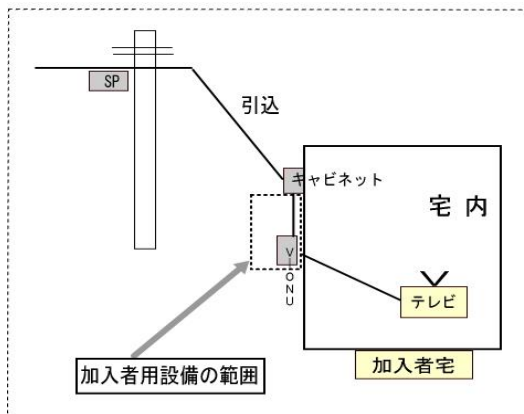 SP
引込
キャビネット
宅 内
V-ONU
テレビ
加入者用設備の範囲
加入者宅